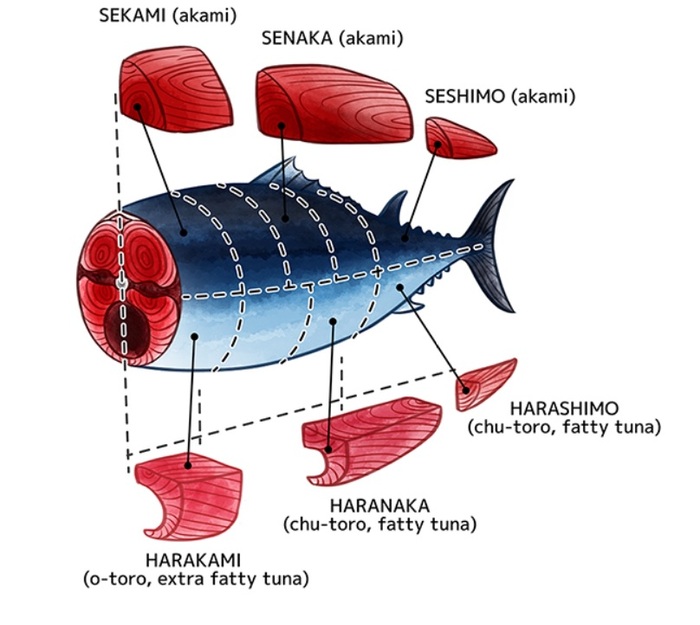 SEKAMI (akami)
SENAKA (akami)
SESHIMO (akami)
HARASHIMO
(chu-toro, fatty tuna)
HARANAKA
(chu-toro, fatty tuna)
HARAKAMI
(o-toro, extra fatty tuna)